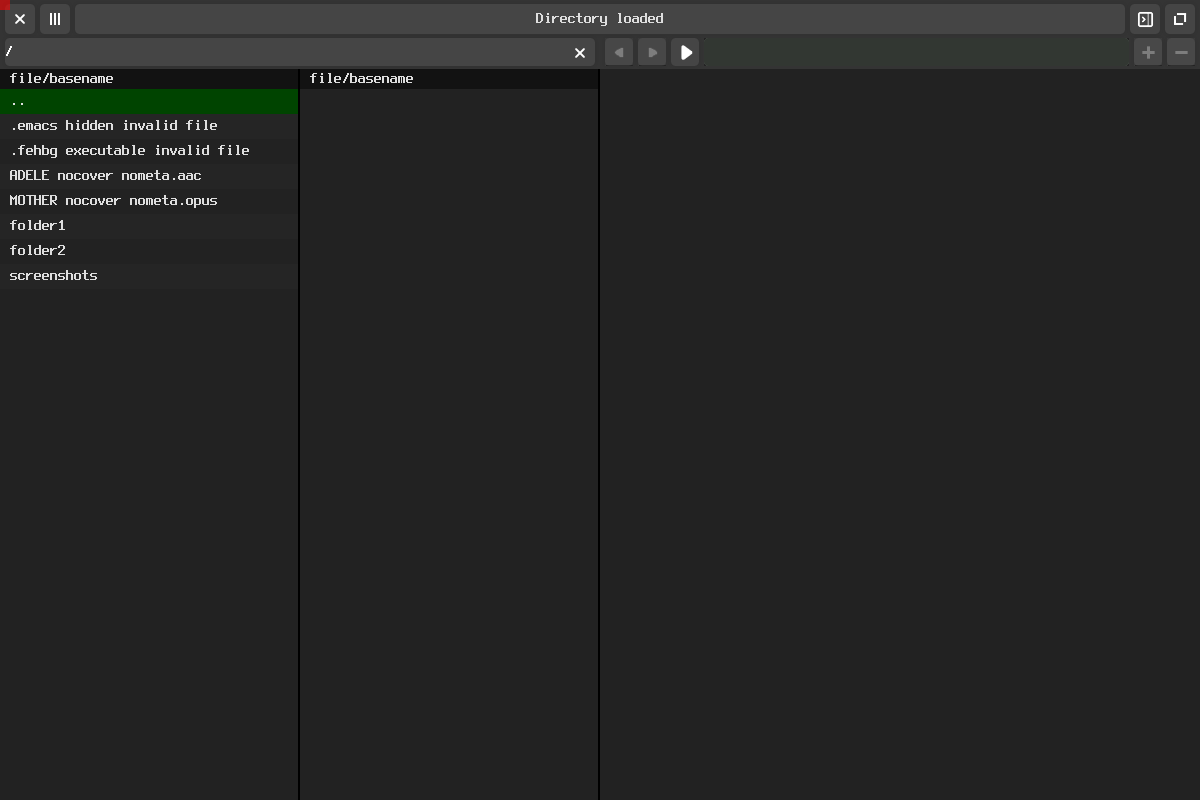 Directory loaded
/
file/basename
file/basename
..
.emacs hidden invalid file
.fehbg executable invalid file
ADELE nocover nometa.aac
MOTHER nocover nometa.opus
folder1
folder2
screenshots